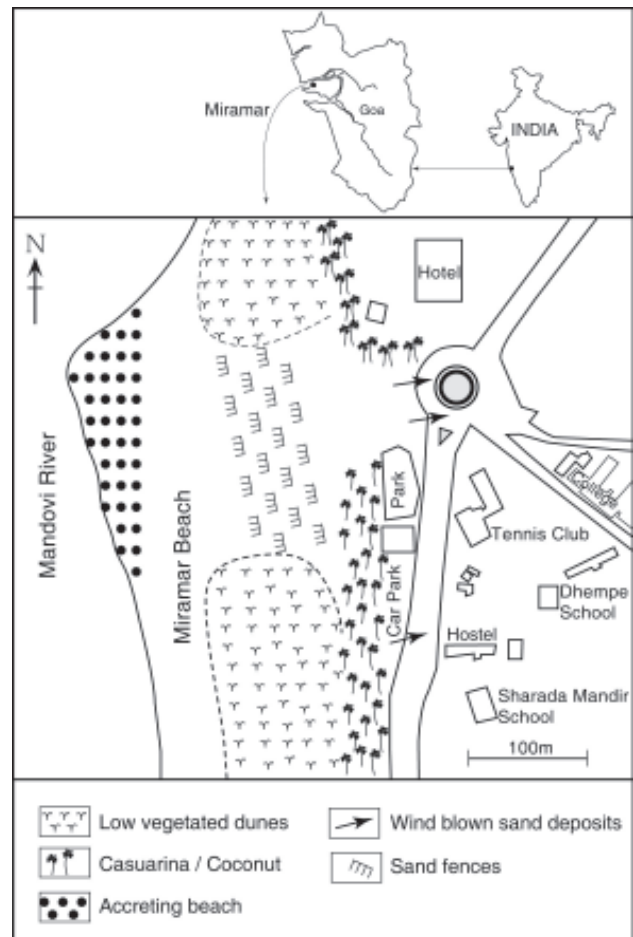 Miramar
Goa
INDIA
N
Hotel
Mandovi River
Miramar Beach
Park
College
Tennis Club
Car Park
Dhempe
School
Hostel
Sharada Mandir
School
100m
Low vegetated dunes
Wind blown sand deposits
Casuarina / Coconut
Sand fences
Accreting beach